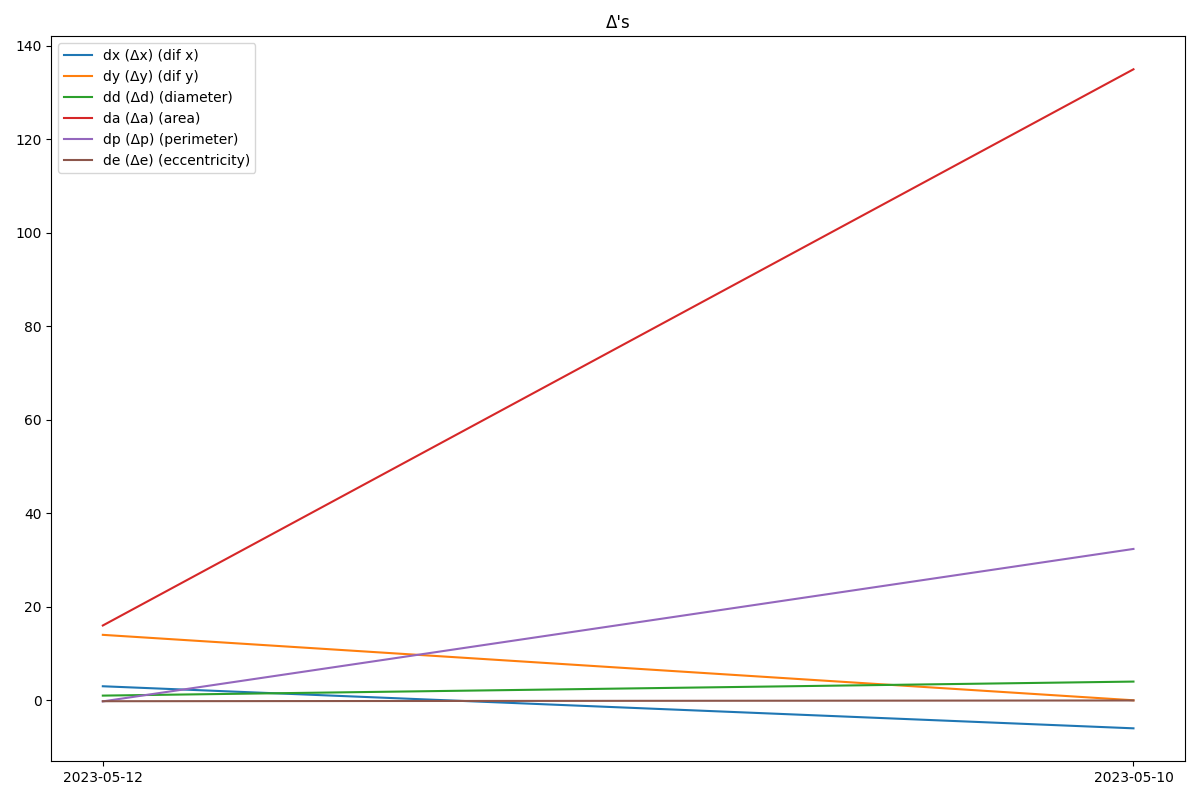 Δ's
dx (Δx) (dif x)
dy (Δy) (dif y)
dd (Δd) (diameter)
da (Δa) (area)
dp (Δp) (perimeter)
de (Δe) (eccentricity)
140
120
100
80
60
40
20
0
2023-05-12 2023-05-10